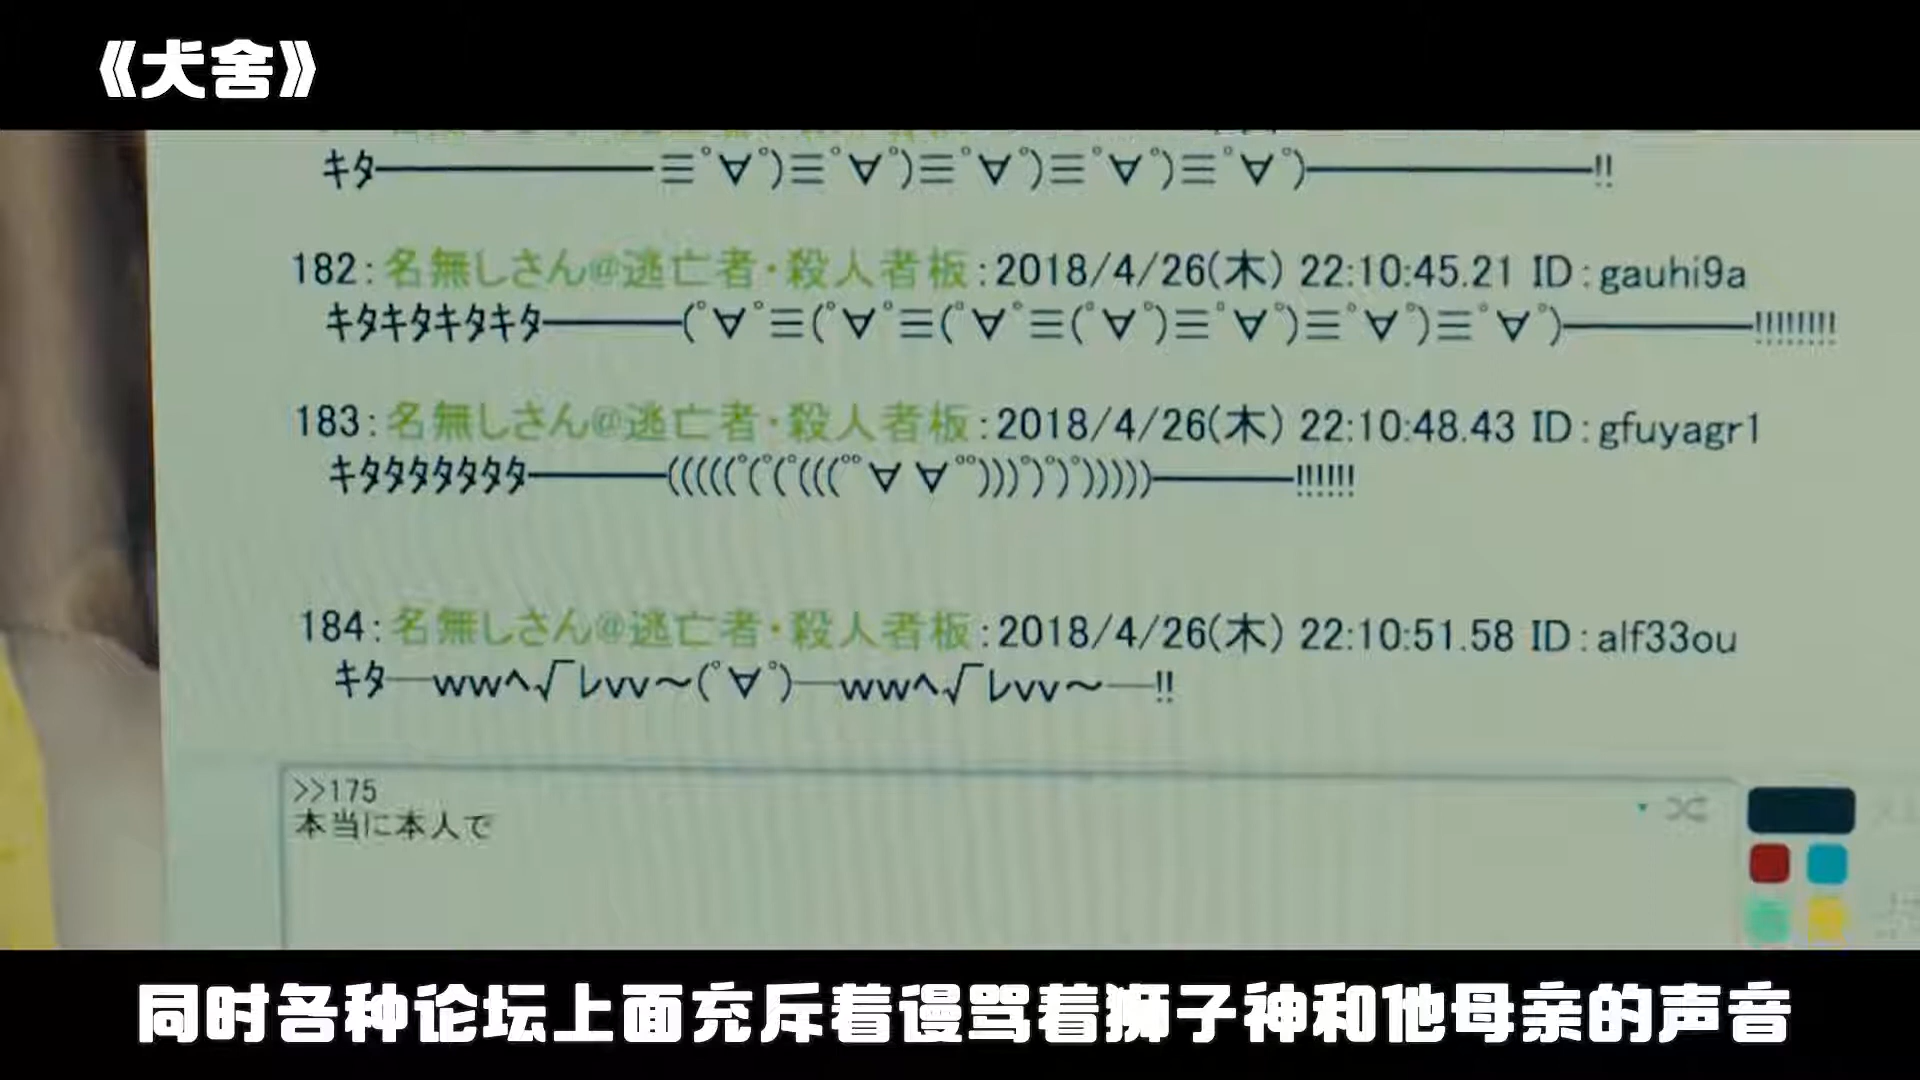 《犬舍》
キタ━━━━━━━≡ﾟ∀ﾟ)≡ﾟ∀ﾟ)≡ﾟ∀ﾟ)≡ﾟ∀ﾟ)≡ﾟ∀ﾟ)━━━━━━━!!
182:名無しさん@逃亡者・殺人者板:2018/4/26(木) 22:10:45.21 ID:gauhi9a
キタキタキタキタ━━━(ﾟ∀ﾟ≡(ﾟ∀ﾟ≡(ﾟ∀ﾟ≡(ﾟ∀ﾟ)≡ﾟ∀ﾟ)≡ﾟ∀ﾟ)≡ﾟ∀ﾟ)━━━━!!!!!!!!
183:名無しさん@逃亡者・殺人者板:2018/4/26(木) 22:10:48.43 ID:gfuyagr1
キタタタタタタタ━━━(((((ﾟ(ﾟ(ﾟ(((ﾟﾟ∀∀ﾟﾟ)))ﾟ)ﾟ)ﾟ)))))━━━!!!!!!
184:名無しさん@逃亡者・殺人者板:2018/4/26(木) 22:10:51.58 ID:alf33ou
キタ─wwヘ√レvv～(ﾟ∀ﾟ)─wwヘ√レvv～─!!
>>175
本当に本人で
同时各种论坛上面充斥着谩骂着狮子神和他母亲的声音